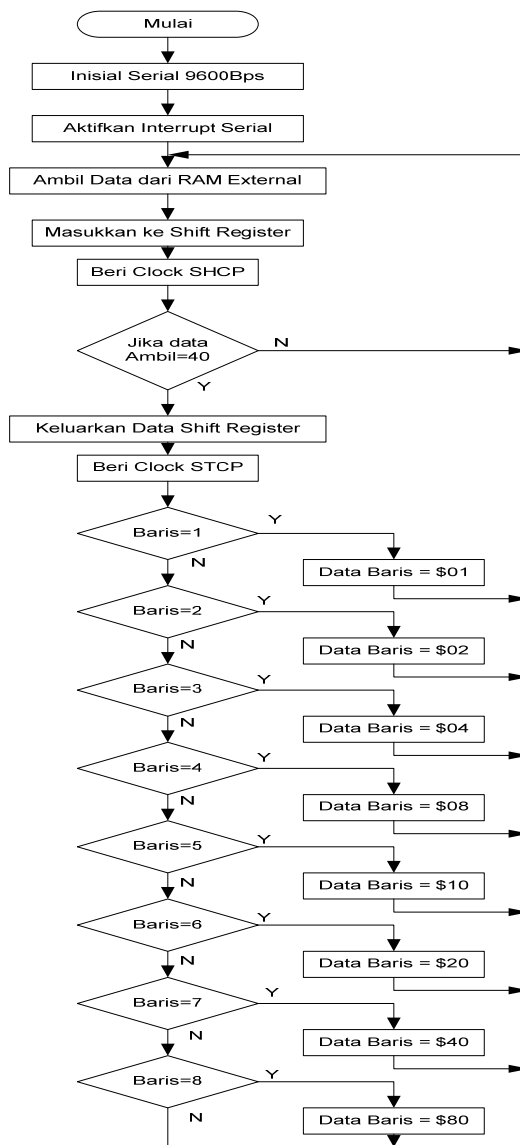 Mulai
Inisial Serial 9600Bps
Aktifkan Interrupt Serial
Ambil Data dari RAM External
Masukkan ke Shift Register
Beri Clock SHCP
Jika data
Ambil=40
N
Y
Keluarkan Data Shift Register
Beri Clock STCP
Baris=1
Y
N
Data Baris = $01
Baris=2
Y
N
Data Baris = $02
Baris=3
Y
N
Data Baris = $04
Baris=4
Y
N
Data Baris = $08
Baris=5
Y
N
Data Baris = $10
Baris=6
Y
N
Data Baris = $20
Baris=7
Y
N
Data Baris = $40
Baris=8
Y
N
Data Baris = $80